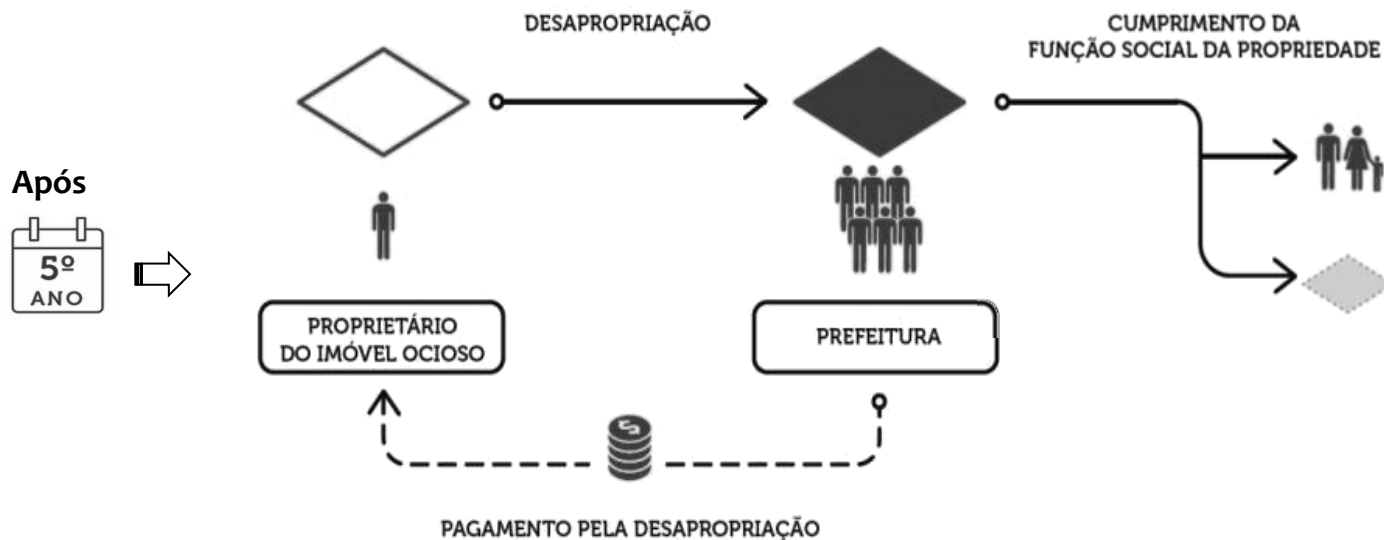 DESAPROPRIAÇÃO
CUMPRIMENTO DA
FUNÇÃO SOCIAL DA PROPRIEDADE
Após
5º
ANO
PROPRIETÁRIO
DO IMÓVEL OCIOSO
PREFEITURA
$
PAGAMENTO PELA DESAPROPRIAÇÃO